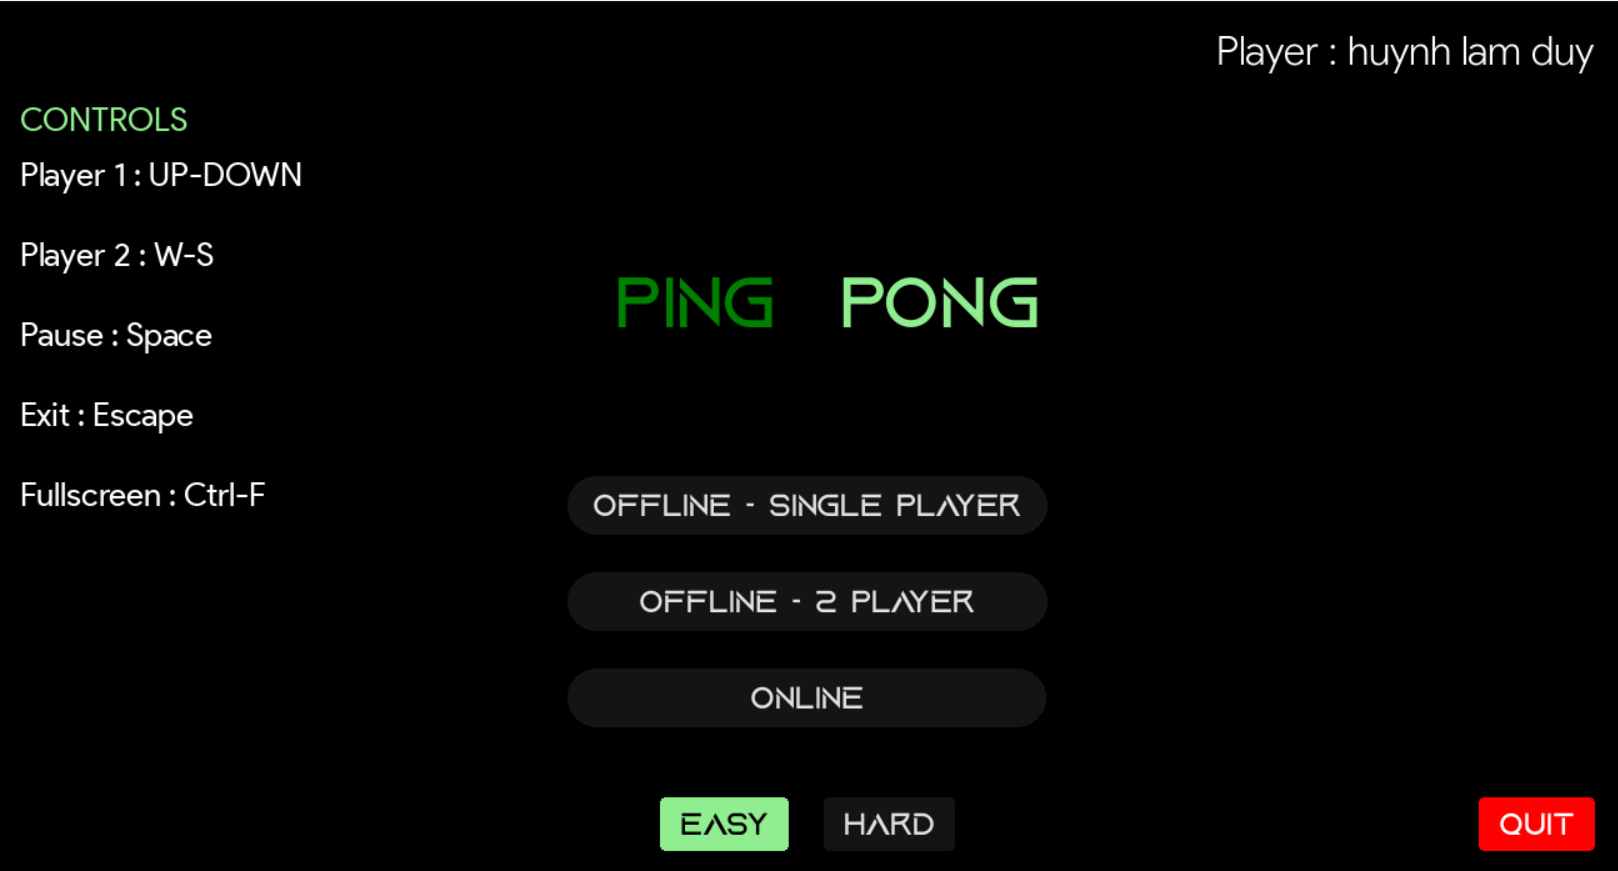 Player : huynh lam duy
CONTROLS
Player 1 : UP-DOWN
Player 2 : W-S
Pause : Space
Exit : Escape
Fullscreen : Ctrl-F
PING PONG
OFFLINE - SINGLE PLAYER
OFFLINE - 2 PLAYER
ONLINE
EASY HARD QUIT